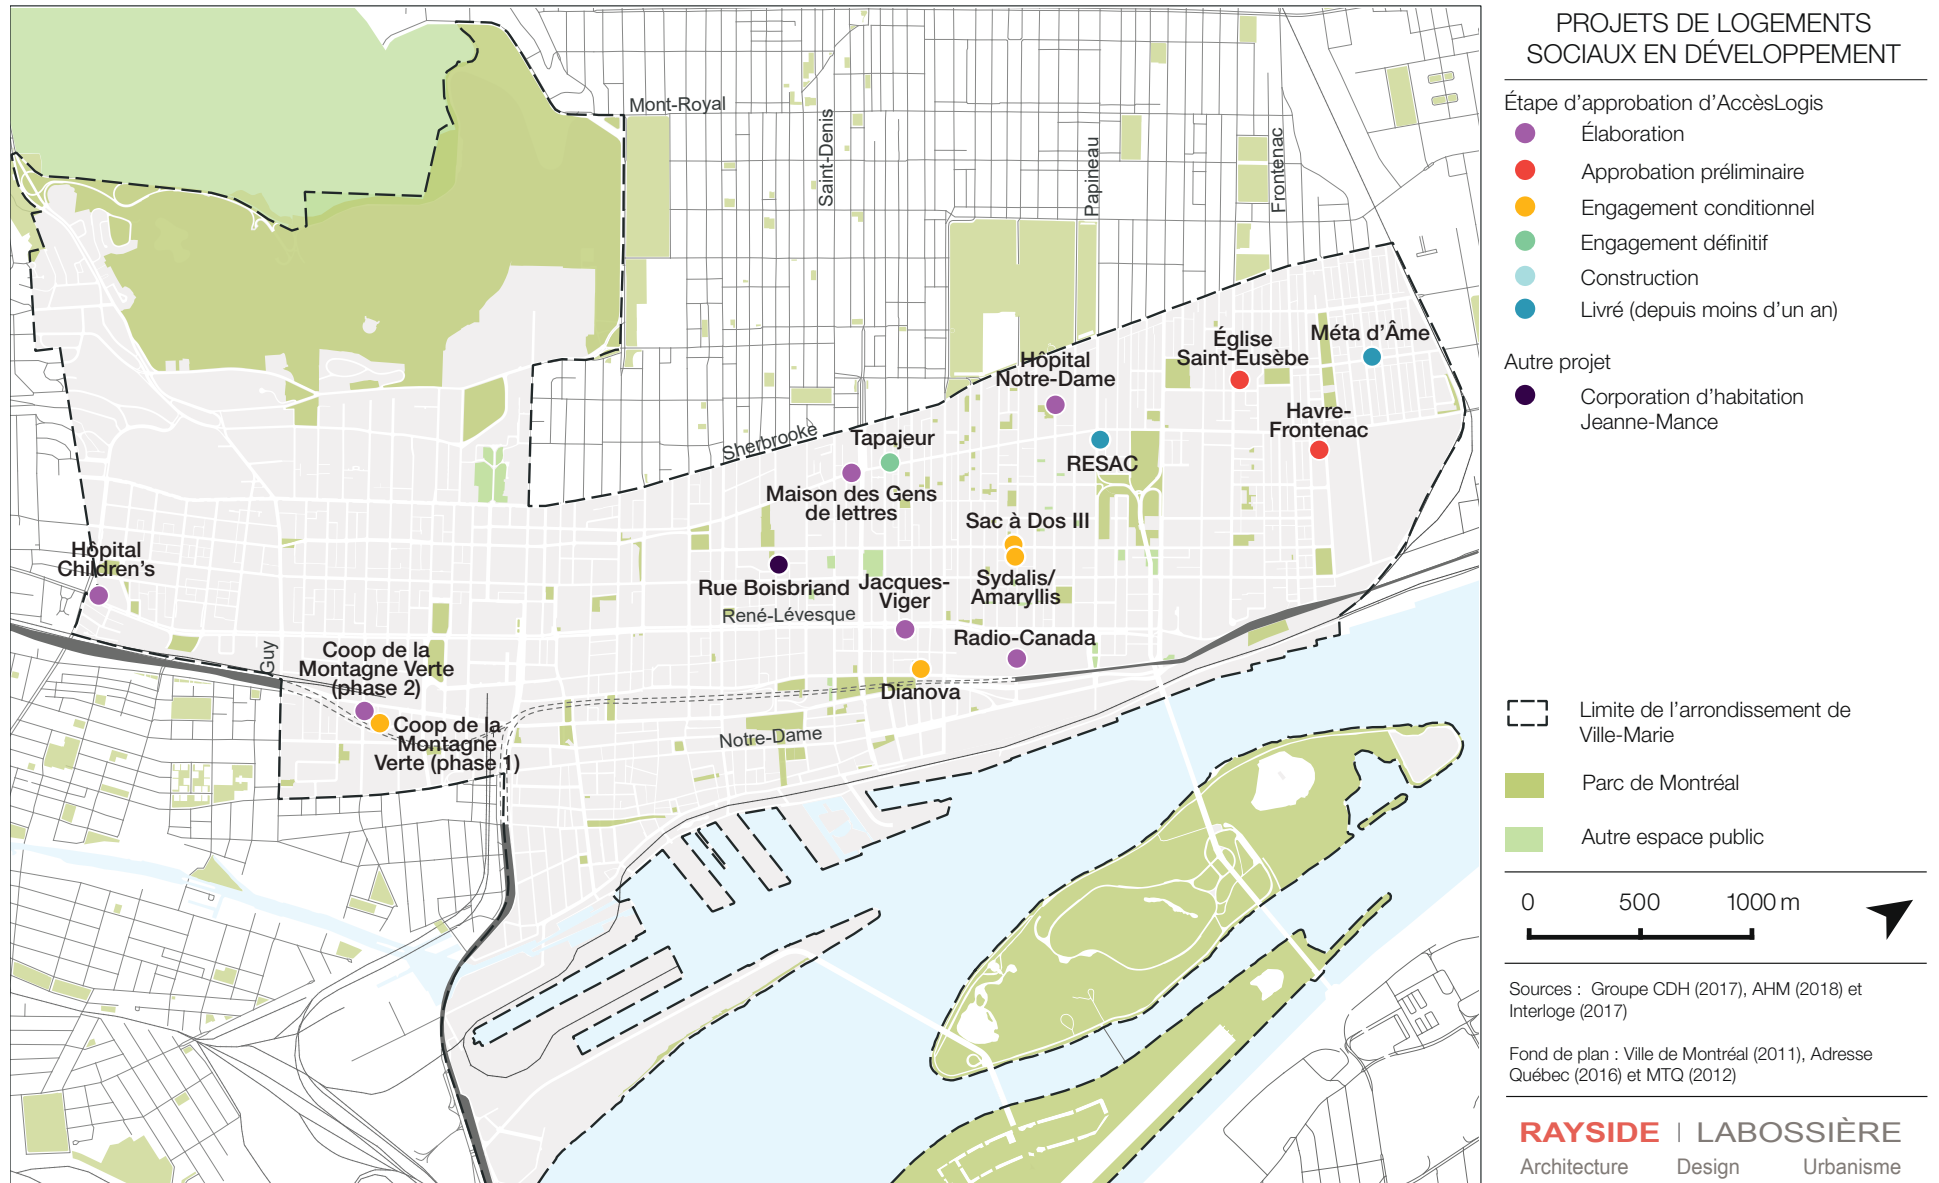 PROJETS DE LOGEMENTS
SOCIAUX EN DÉVELOPPEMENT
Étape d'approbation d'AccèsLogis
Élaboration
Approbation préliminaire
Engagement conditionnel
Engagement définitif
Construction
Livré (depuis moins d'un an)
Autre projet
Corporation d'habitation
Jeanne-Mance
Limite de l'arrondissement de
Ville-Marie
Parc de Montréal
Autre espace public
0 500 1000 m
Sources : Groupe CDH (2017), AHM (2018) et
Interloge (2017)
Fond de plan : Ville de Montréal (2011), Adresse
Québec (2016) et MTQ (2012)
RAYSIDE | LABOSSIÈRE
Architecture Design Urbanisme
Mont-Royal
Saint-Denis
Papineau
Frontenac
Sherbrooke
René-Lévesque
Guy
Notre-Dame
Église
Saint-Eusèbe
Méta d'Âme
Hôpital
Notre-Dame
Havre-
Frontenac
Tapajeur
RESAC
Maison des Gens
de lettres
Sac à Dos III
Hôpital
Children's
Rue Boisbriand
Jacques-
Viger
Sydalis/
Amaryllis
Radio-Canada
Coop de la
Montagne Verte
(phase 2)
Dianova
Coop de la
Montagne
Verte (phase 1)